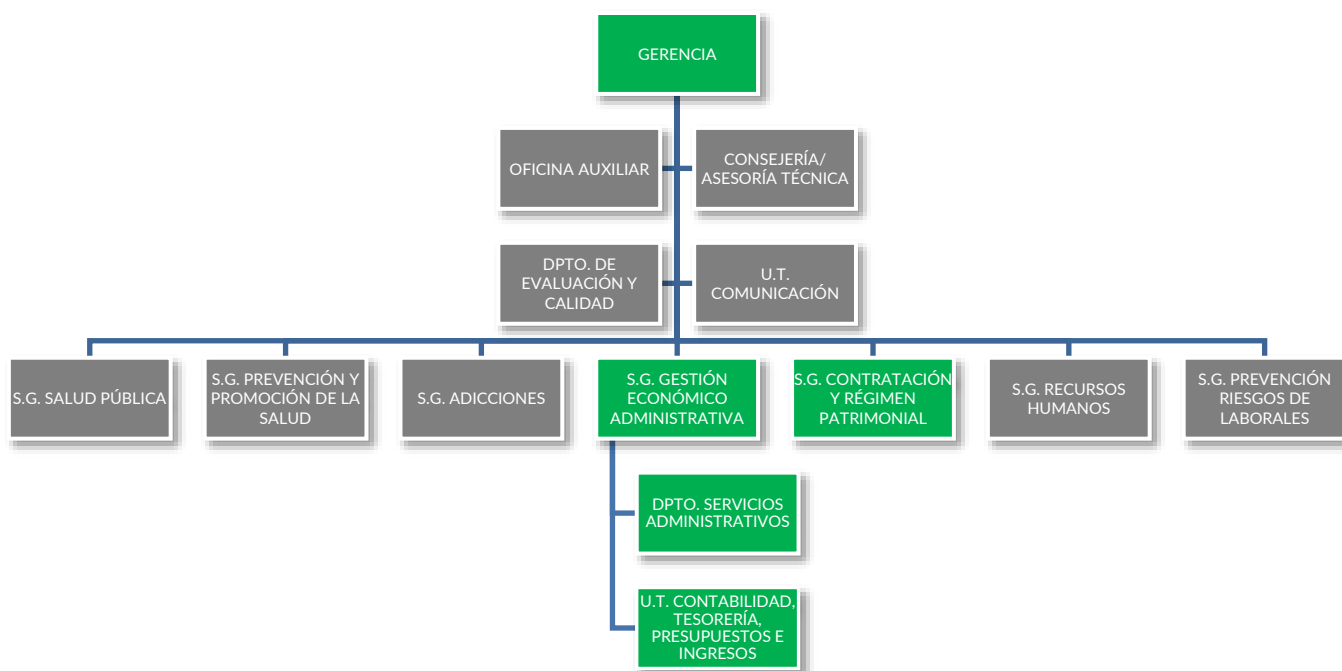 GERENCIA
OFICINA AUXILIAR
CONSEJERÍA/
ASESORÍA TÉCNICA
DPTO. DE
EVALUACIÓN Y
CALIDAD
U.T.
COMUNICACIÓN
S.G. SALUD PÚBLICA
S.G. PREVENCIÓN Y
PROMOCIÓN DE LA
SALUD
S.G. ADICCIONES
S.G. GESTIÓN
ECONÓMICO
ADMINISTRATIVA
S.G. CONTRATACIÓN
Y RÉGIMEN
PATRIMONIAL
S.G. RECURSOS
HUMANOS
S.G. PREVENCIÓN
RIESGOS DE
LABORALES
DPTO. SERVICIOS
ADMINISTRATIVOS
U.T. CONTABILIDAD,
TESORERÍA,
PRESUPUESTOS E
INGRESOS